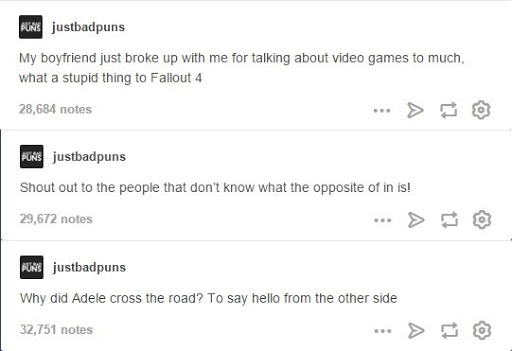 JUST BAD
PUNS
justbadpuns
My boyfriend just broke up with me for talking about video games to much,
what a stupid thing to Fallout 4
28,684 notes
JUST BAD
PUNS
justbadpuns
Shout out to the people that don't know what the opposite of in is!
29,672 notes
JUST BAD
PUNS
justbadpuns
Why did Adele cross the road? To say hello from the other side
32,751 notes